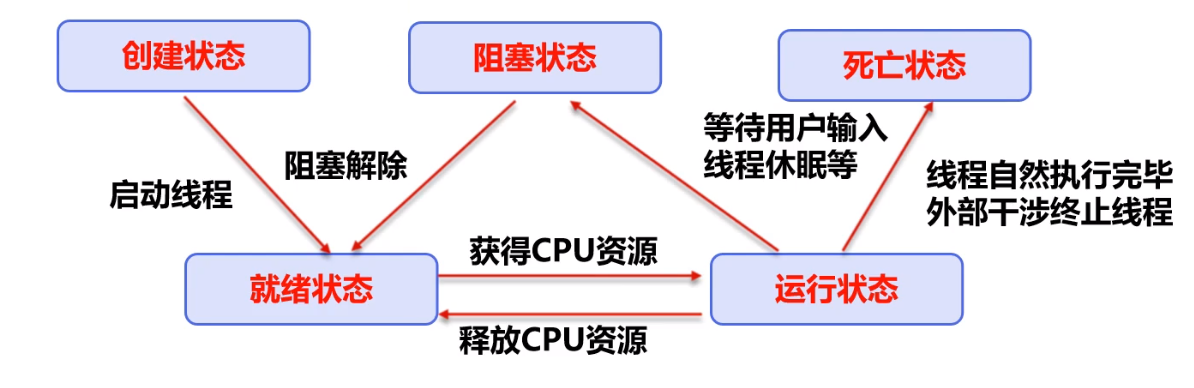 创建状态
阻塞状态
死亡状态
等待用户输入
线程休眠等
阻塞解除
启动线程
线程自然执行完毕
外部干涉终止线程
获得CPU资源
就绪状态
运行状态
释放CPU资源